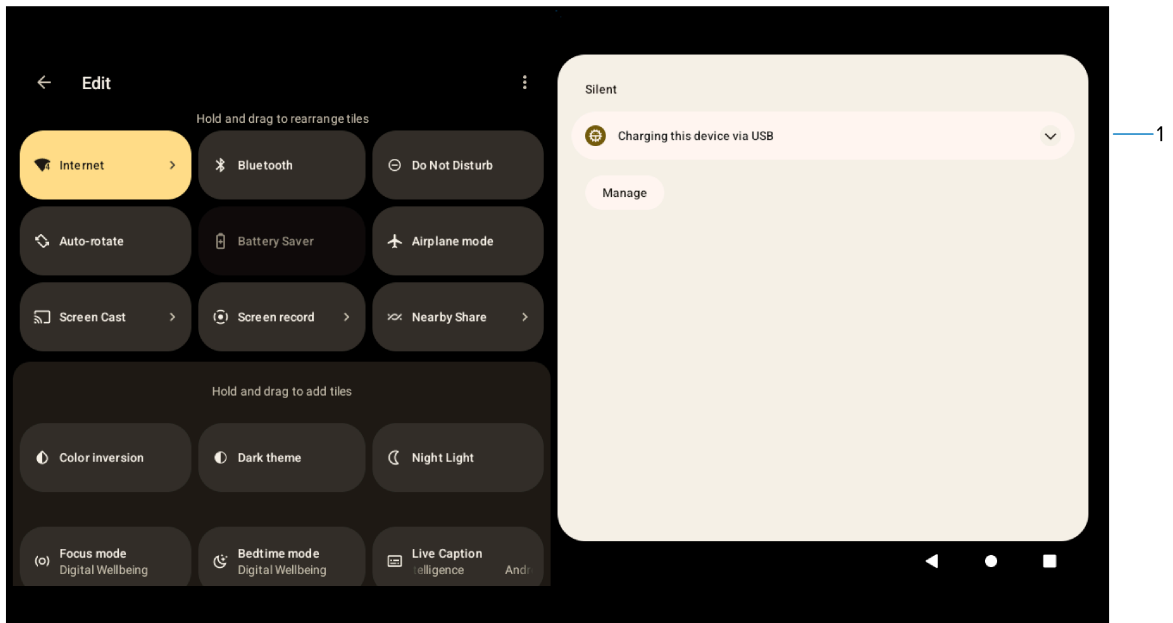 Edit
Hold and drag to rearrange tiles
Internet
Bluetooth
Do Not Disturb
Auto-rotate
Battery Saver
Airplane mode
Screen Cast
Screen record
Nearby Share
Hold and drag to add tiles
Color inversion
Dark theme
Night Light
Focus mode
Digital Wellbeing
Bedtime mode
Digital Wellbeing
Live Caption
telligence Andr
Silent
Charging this device via USB
Manage
1